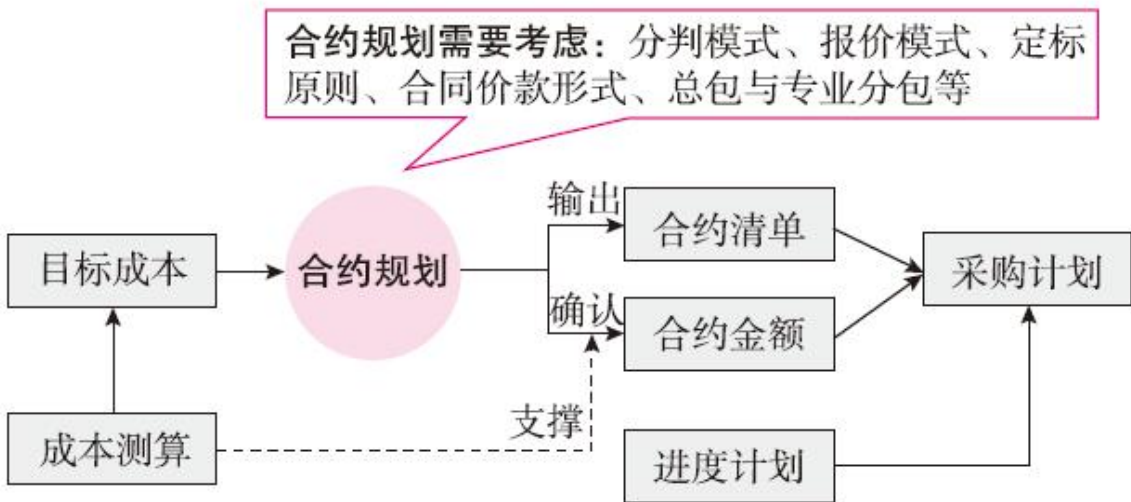 合约规划需要考虑：分判模式、报价模式、定标
原则、合同价款形式、总包与专业分包等
输出
合约清单
目标成本
合约规划
采购计划
确认
合约金额
支撑
成本测算
进度计划